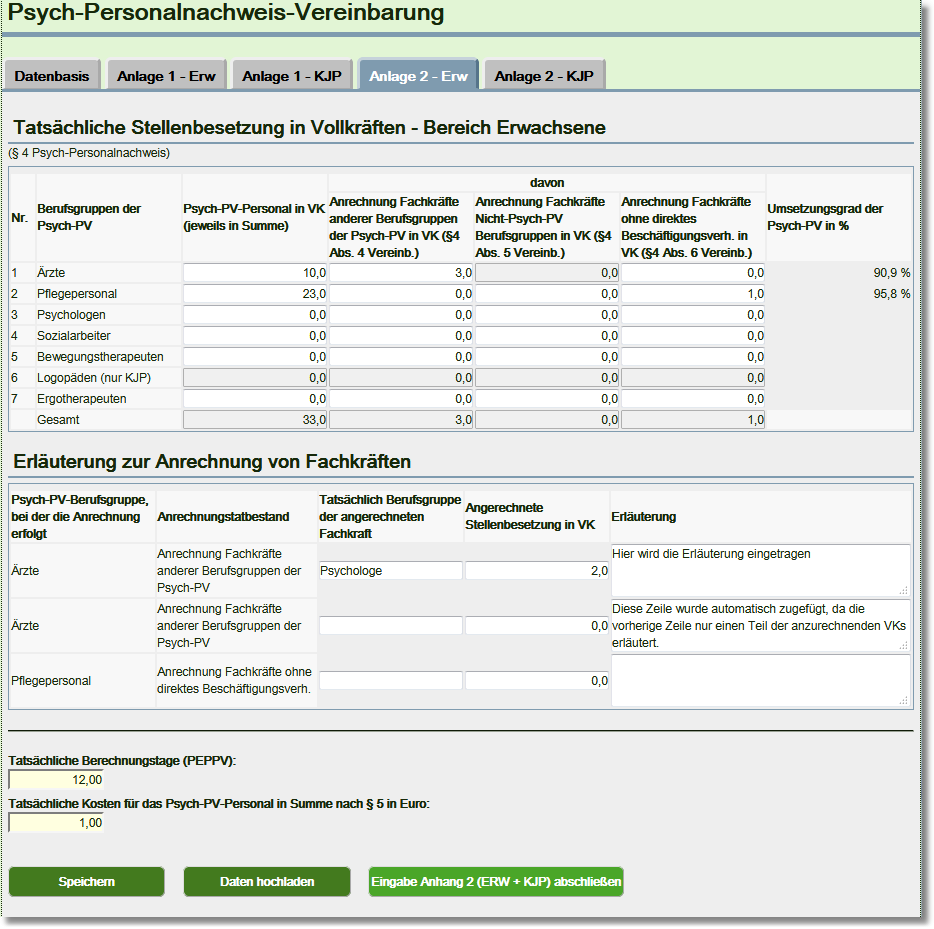 Psych-Personalnachweis-Vereinbarung
Datenbasis Anlage 1 - Erw Anlage 1 - KJP Anlage 2 - Erw Anlage 2 - KJP
Tatsächliche Stellenbesetzung in Vollkräften - Bereich Erwachsene
(§ 4 Psych-Personalnachweis)
davon
Nr. Berufsgruppen der Psych-PV Psych-PV-Personal in VK (jeweils in Summe) Anrechnung Fachkräfte anderer Berufsgruppen der Psych-PV in VK (§4 Abs. 4 Vereinb.) Anrechnung Fachkräfte Nicht-Psych-PV Berufsgruppen in VK (§4 Abs. 5 Vereinb.) Anrechnung Fachkräfte ohne direktes Beschäftigungsverh. in VK (§4 Abs. 6 Vereinb.) Umsetzungsgrad der Psych-PV in %
1 Ärzte 10,0 3,0 0,0 0,0 90,9 %
2 Pflegepersonal 23,0 0,0 0,0 1,0 95,8 %
3 Psychologen 0,0 0,0 0,0 0,0
4 Sozialarbeiter 0,0 0,0 0,0 0,0
5 Bewegungstherapeuten 0,0 0,0 0,0 0,0
6 Logopäden (nur KJP) 0,0 0,0 0,0 0,0
7 Ergotherapeuten 0,0 0,0 0,0 0,0
Gesamt 33,0 3,0 0,0 1,0
Erläuterung zur Anrechnung von Fachkräften
Psych-PV-Berufsgruppe, bei der die Anrechnung erfolgt Anrechnungstatbestand Tatsächlich Berufsgruppe der angerechneten Fachkraft Angerechnete Stellenbesetzung in VK Erläuterung
Ärzte Anrechnung Fachkräfte anderer Berufsgruppen der Psych-PV Psychologe 2,0 Hier wird die Erläuterung eingetragen
Ärzte Anrechnung Fachkräfte anderer Berufsgruppen der Psych-PV 0,0 Diese Zeile wurde automatisch zugefügt, da die vorherige Zeile nur einen Teil der anzurechnenden VKs erläutert.
Pflegepersonal Anrechnung Fachkräfte ohne direktes Beschäftigungsverh. 0,0
Tatsächliche Berechnungstage (PEPPV):
12,00
Tatsächliche Kosten für das Psych-PV-Personal in Summe nach § 5 in Euro:
1,00
Speichern Daten hochladen Eingabe Anhang 2 (ERW + KJP) abschließen